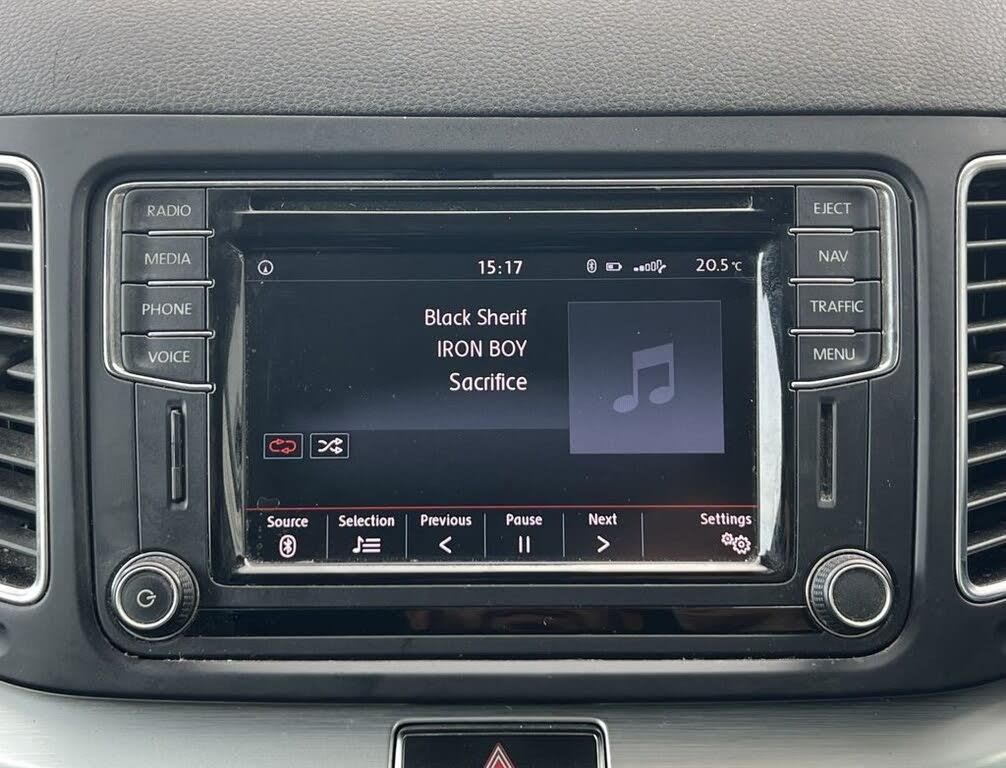 RADIO
MEDIA
PHONE
VOICE
EJECT
NAV
TRAFFIC
MENU
15:17
20.5°C
Black Sherif
IRON BOY
Sacrifice
Source
Selection
Previous
Pause
Next
Settings